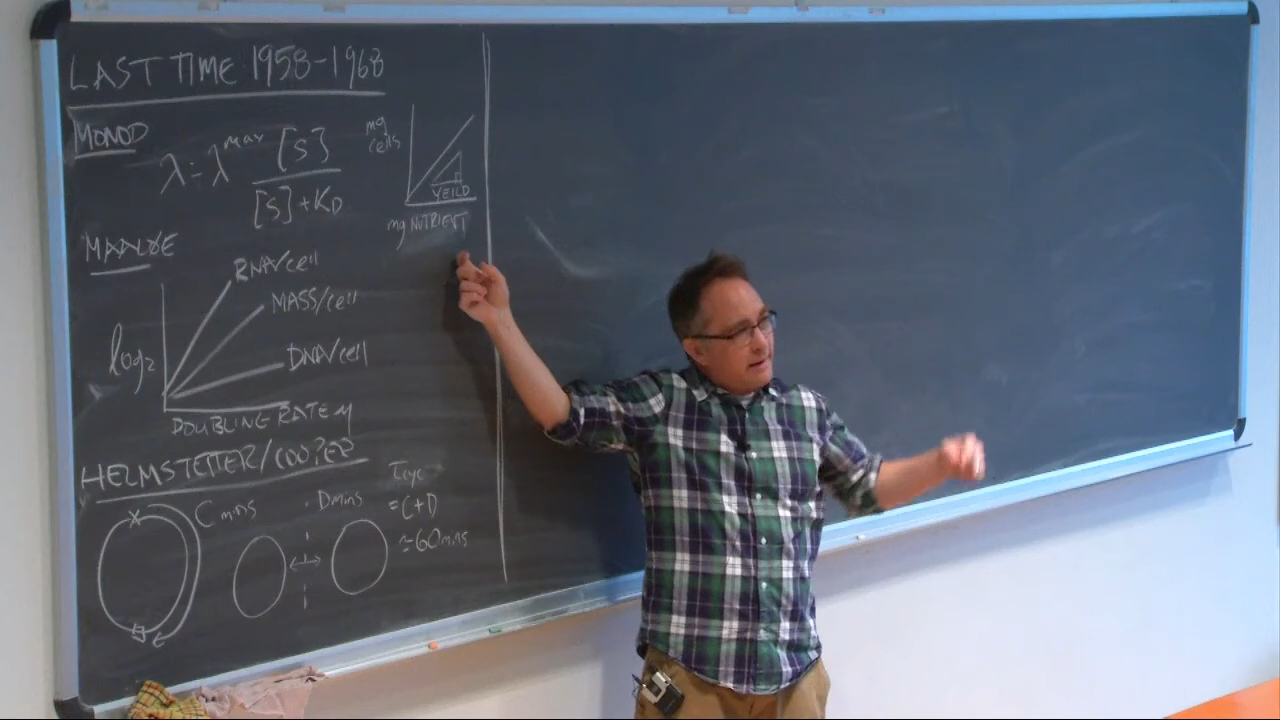 LAST TIME 1958-1968
MONOD
λ = λ^max [S] / [S] + K_D
mg cells
YEILD
mg NUTRIENT
MAALØE
RNA/cell
MASS/cell
DNA/cell
log₂
DOUBLING RATE μ
HELMSTETTER/COOPER
C mins
D mins
τcyc
= C+D
≈ 60 mins